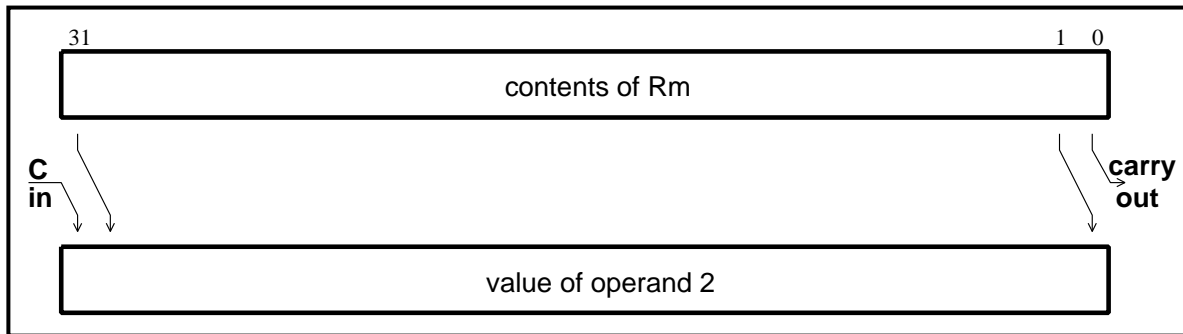 31 1 0
contents of Rm
C
in
carry
out
value of operand 2